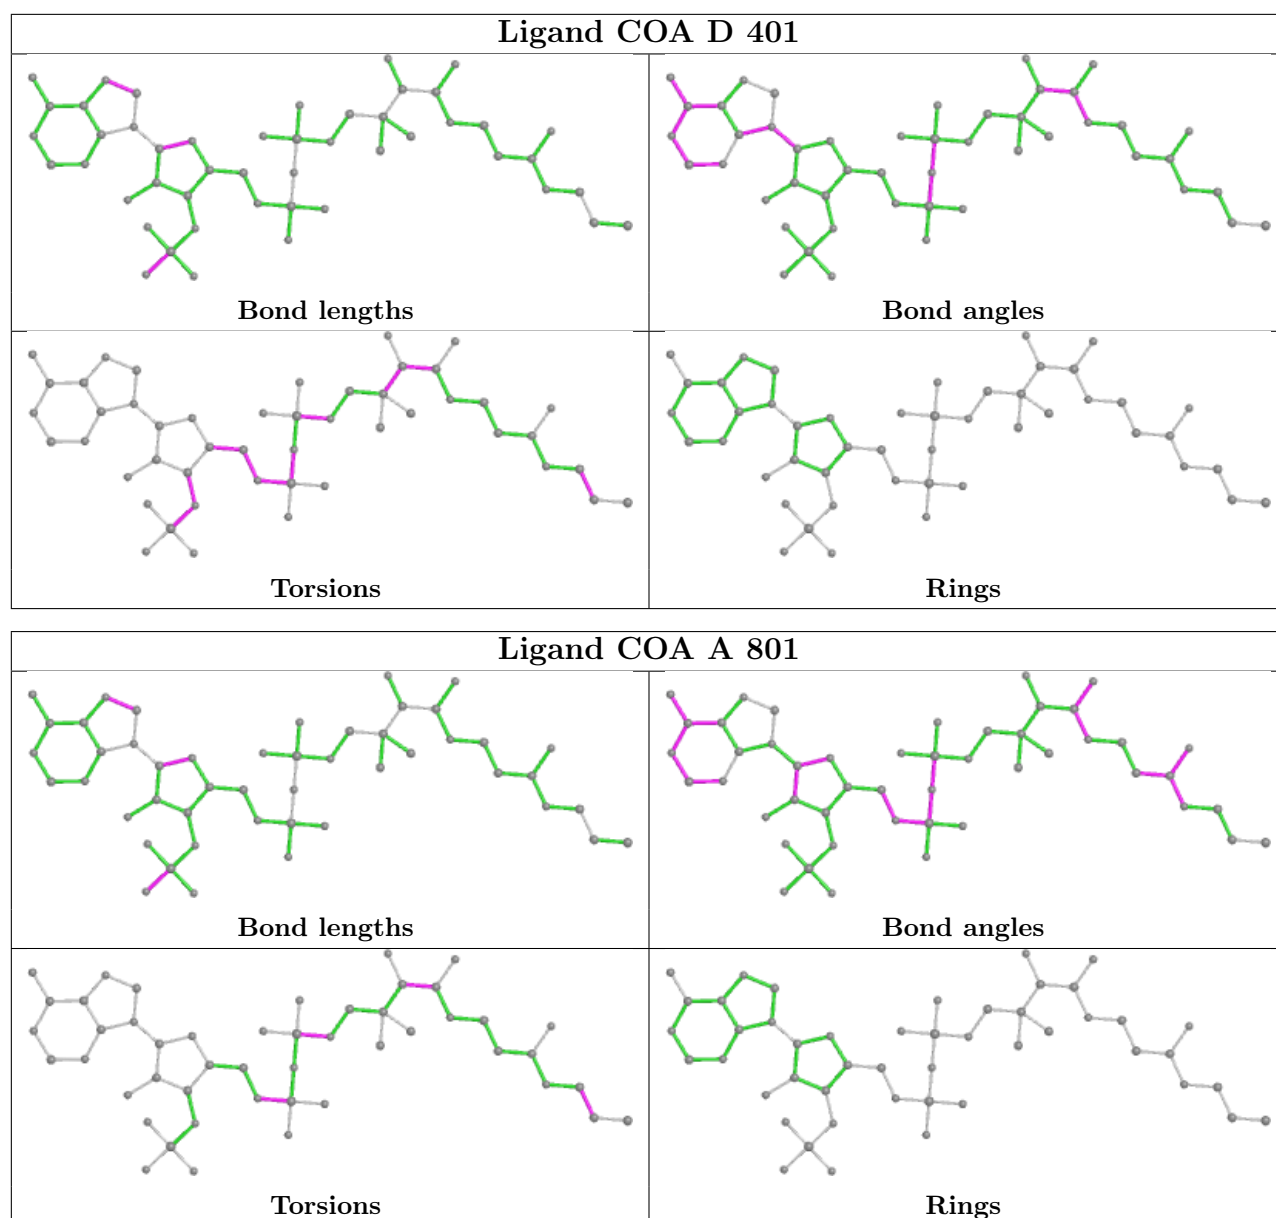 Ligand COA D 401
Bond lengths
Bond angles
Torsions
Rings
Ligand COA A 801
Bond lengths
Bond angles
Torsions
Rings